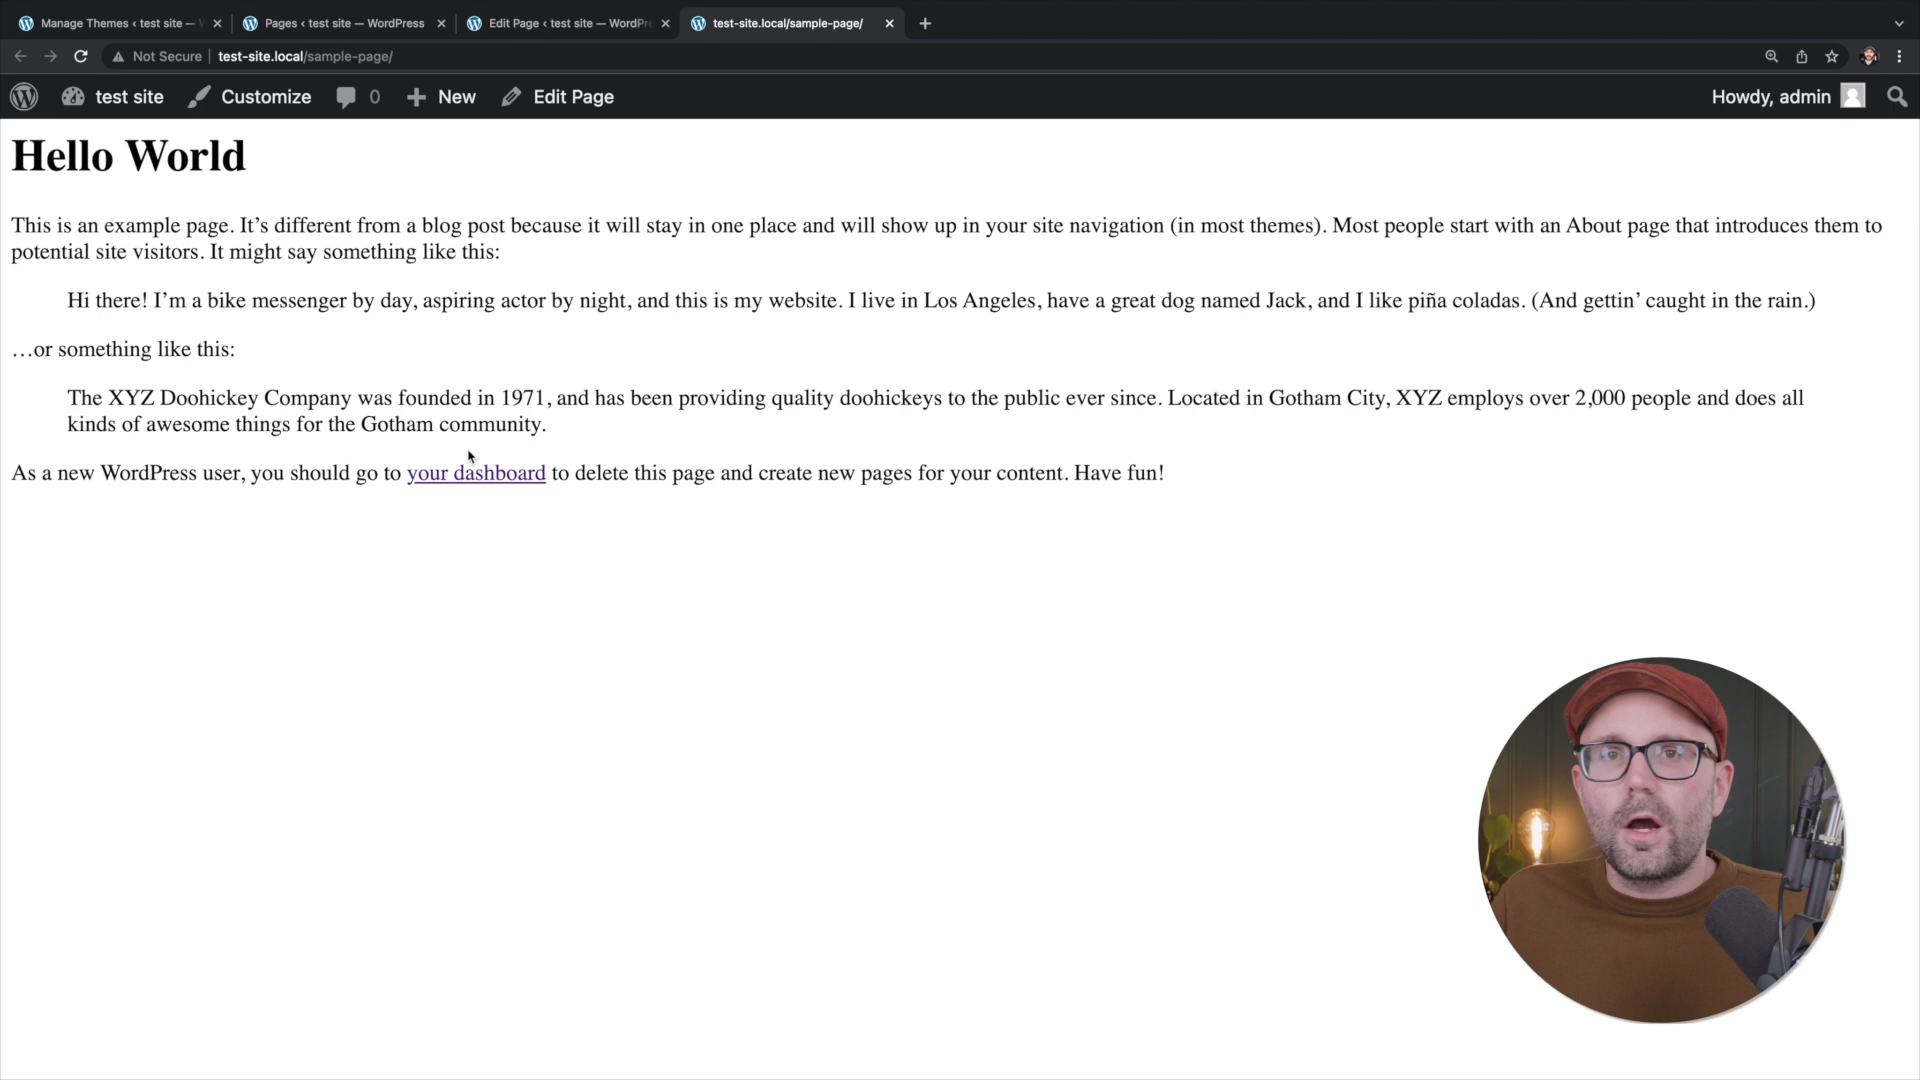 Manage Themes ‹ test site — W
Pages ‹ test site — WordPress
Edit Page ‹ test site — WordPre
test-site.local/sample-page/
Not Secure
test-site.local/sample-page/
test site
Customize
0
New
Edit Page
Howdy, admin
Hello World
This is an example page. It’s different from a blog post because it will stay in one place and will show up in your site navigation (in most themes). Most people start with an About page that introduces them to
potential site visitors. It might say something like this:
Hi there! I’m a bike messenger by day, aspiring actor by night, and this is my website. I live in Los Angeles, have a great dog named Jack, and I like piña coladas. (And gettin’ caught in the rain.)
…or something like this:
The XYZ Doohickey Company was founded in 1971, and has been providing quality doohickeys to the public ever since. Located in Gotham City, XYZ employs over 2,000 people and does all
kinds of awesome things for the Gotham community.
As a new WordPress user, you should go to your dashboard to delete this page and create new pages for your content. Have fun!